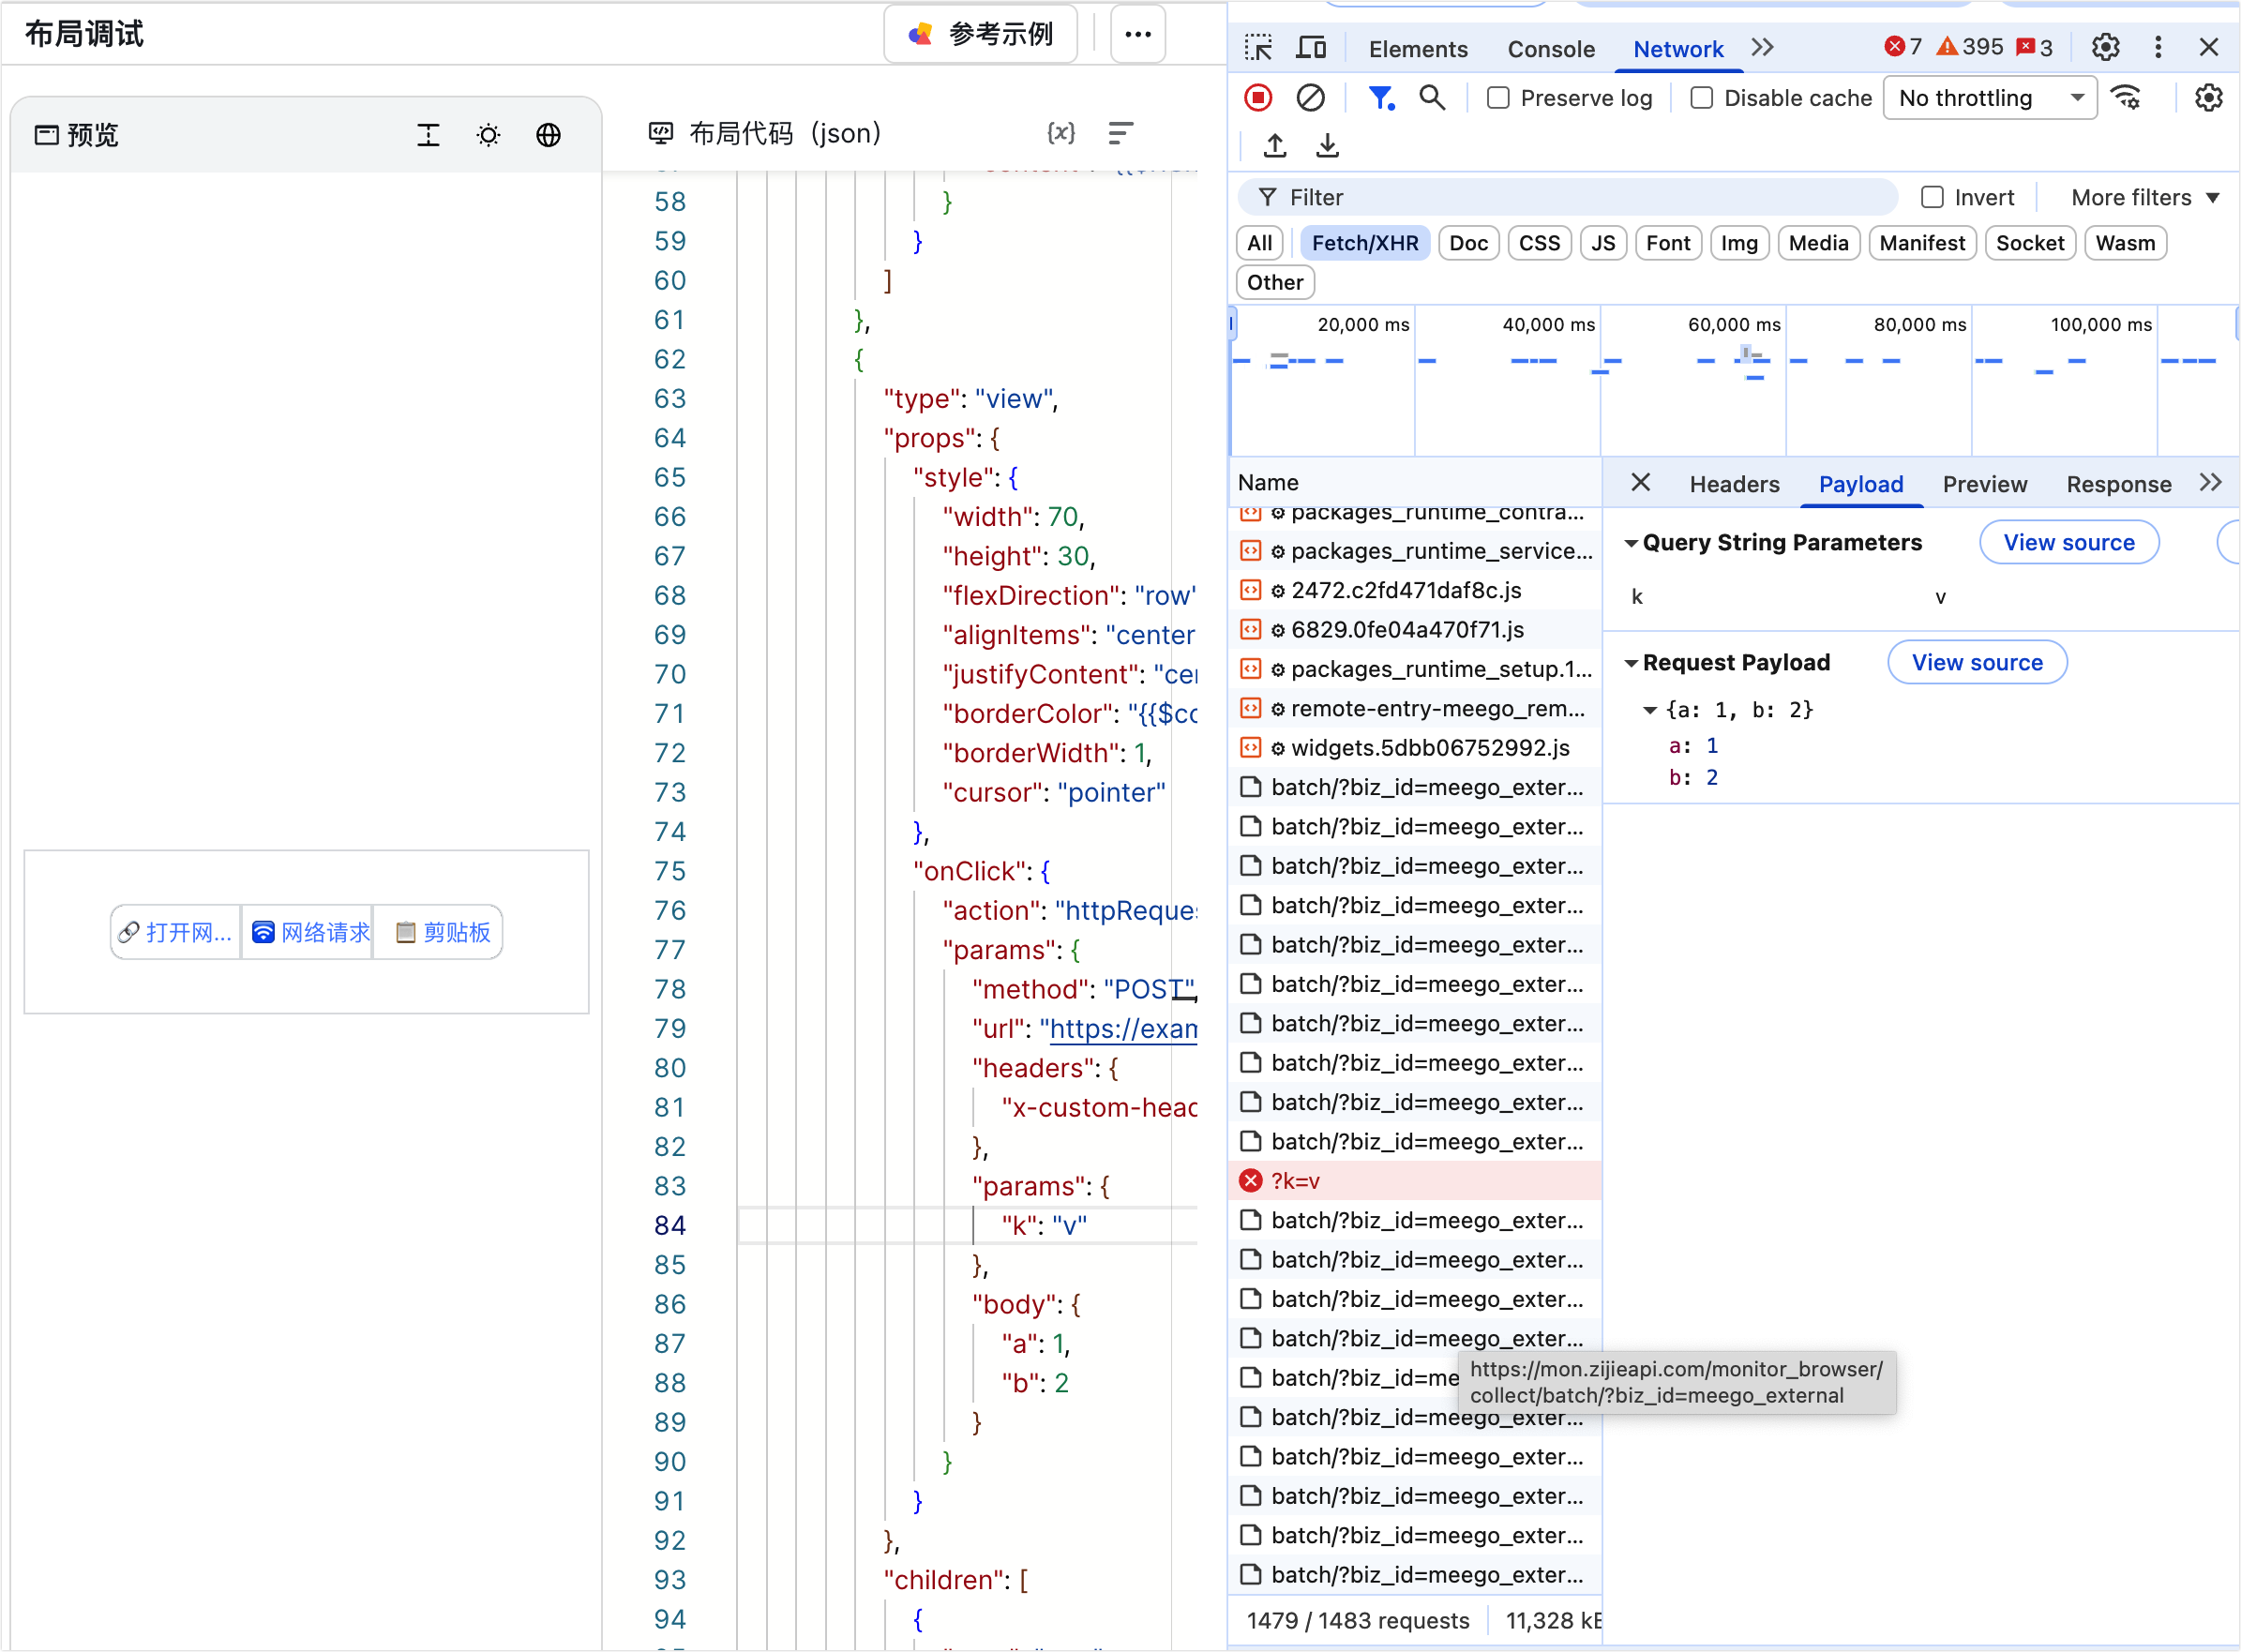 布局调试
参考示例
预览
布局代码（json）
58 }
59 }
60 ]
61 },
62 {
63 "type": "view",
64 "props": {
65 "style": {
66 "width": 70,
67 "height": 30,
68 "flexDirection": "row"
69 "alignItems": "center
70 "justifyContent": "cen
71 "borderColor": "{{$co
72 "borderWidth": 1,
73 "cursor": "pointer"
74 },
75 "onClick": {
76 "action": "httpReques
77 "params": {
78 "method": "POST",
79 "url": "https://exam
80 "headers": {
81 "x-custom-head
82 },
83 "params": {
84 "k": "v"
85 },
86 "body": {
87 "a": 1,
88 "b": 2
89 }
90 }
91 }
92 },
93 "children": [
94 {
打开网... 网络请求 剪贴板
Elements Console Network 7 395 3
Preserve log Disable cache No throttling
Filter Invert More filters
All Fetch/XHR Doc CSS JS Font Img Media Manifest Socket Wasm
Other
20,000 ms 40,000 ms 60,000 ms 80,000 ms 100,000 ms
Name
packages_runtime_contra...
packages_runtime_service...
2472.c2fd471daf8c.js
6829.0fe04a470f71.js
packages_runtime_setup.1...
remote-entry-meego_rem...
widgets.5dbb06752992.js
batch/?biz_id=meego_exter...
batch/?biz_id=meego_exter...
batch/?biz_id=meego_exter...
batch/?biz_id=meego_exter...
batch/?biz_id=meego_exter...
batch/?biz_id=meego_exter...
batch/?biz_id=meego_exter...
batch/?biz_id=meego_exter...
batch/?biz_id=meego_exter...
batch/?biz_id=meego_exter...
?k=v
batch/?biz_id=meego_exter...
batch/?biz_id=meego_exter...
batch/?biz_id=meego_exter...
batch/?biz_id=meego_exter...
batch/?biz_id=me
batch/?biz_id=meego_exter...
batch/?biz_id=meego_exter...
batch/?biz_id=meego_exter...
batch/?biz_id=meego_exter...
batch/?biz_id=meego_exter...
https://mon.zijieapi.com/monitor_browser/
collect/batch/?biz_id=meego_external
1479 / 1483 requests 11,328 kB
Headers Payload Preview Response
Query String Parameters View source
k v
Request Payload View source
{a: 1, b: 2}
a: 1
b: 2